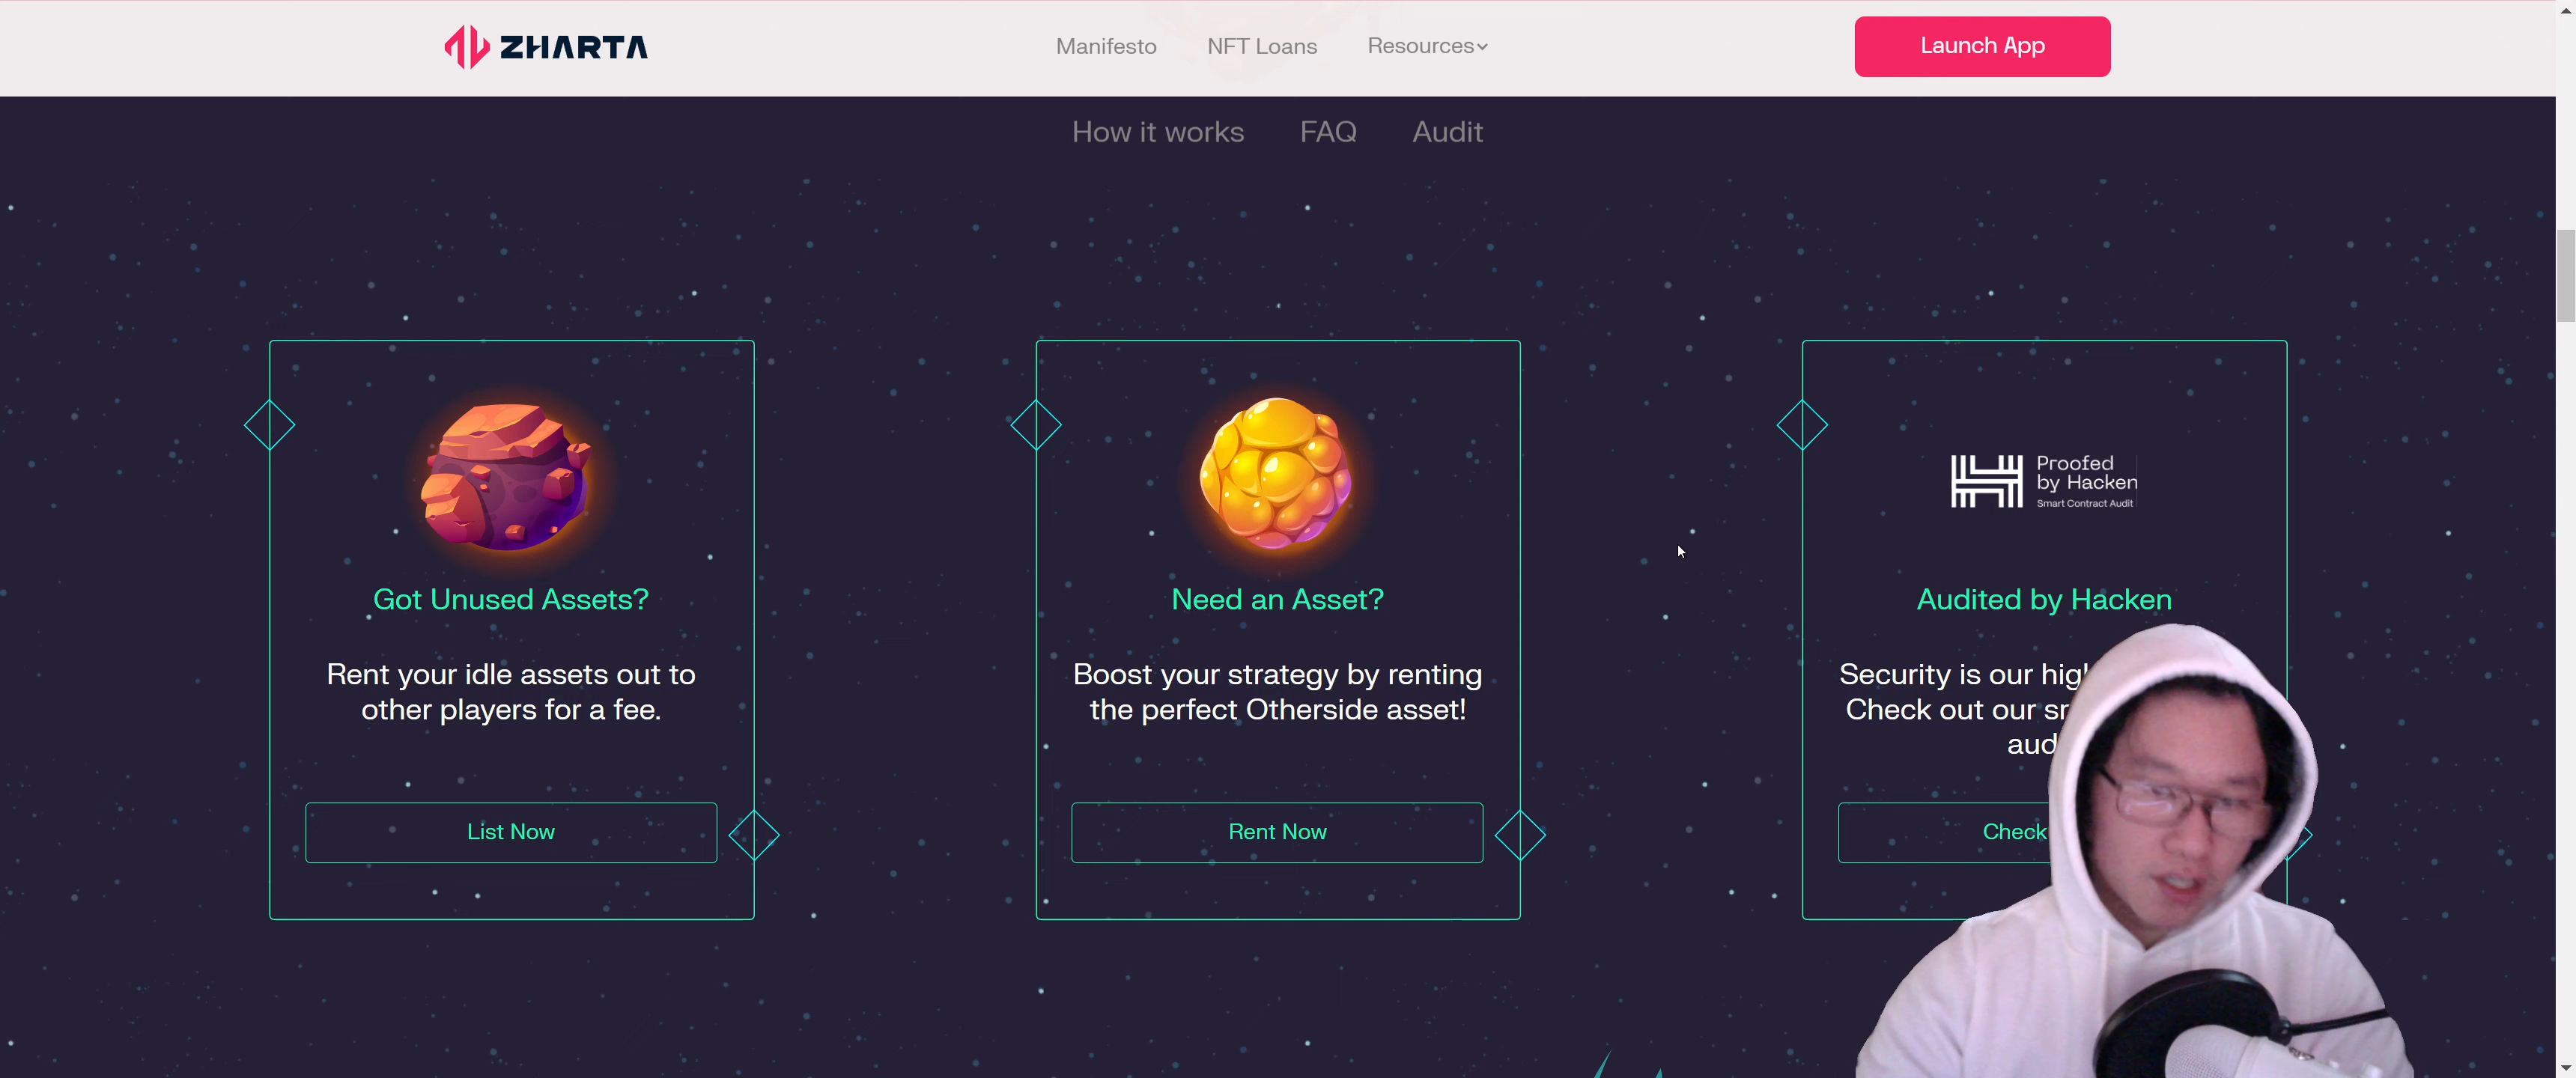 ZHARTA
Manifesto
NFT Loans
Resources
Launch App
How it works
FAQ
Audit
Got Unused Assets?
Rent your idle assets out to
other players for a fee.
List Now
Need an Asset?
Boost your strategy by renting
the perfect Otherside asset!
Rent Now
Proofed
by Hacken
Smart Contract Audit
Audited by Hacken
Security is our
Check out our
Check